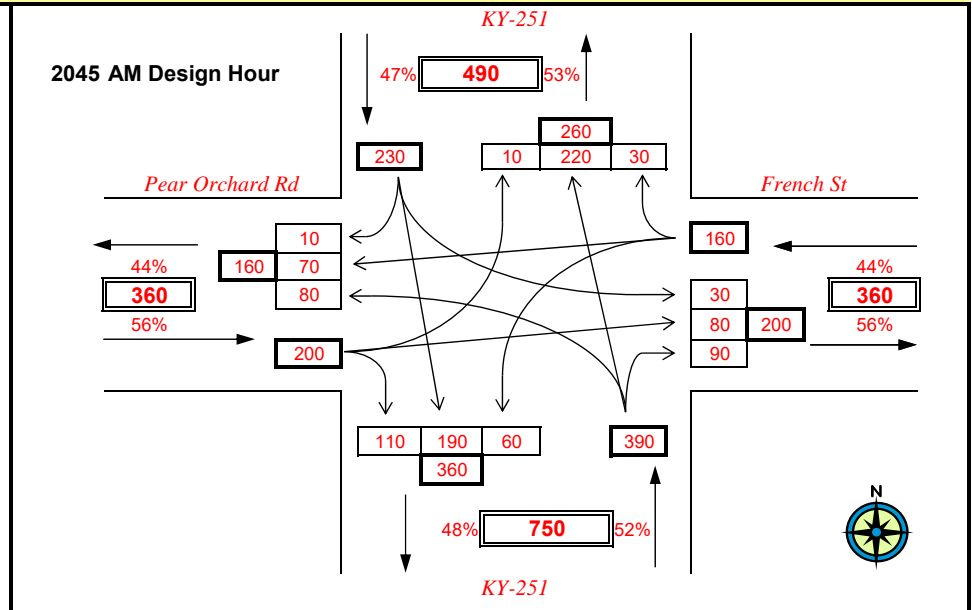 KY-251
2045 AM Design Hour
47% 490 53%
260
230 10 220 30
Pear Orchard Rd French St
10 160
44% 160 70 44%
360 80 30 360
56% 80 200 56%
200 90
110 190 60 390
360
N
48% 750 52%
KY-251